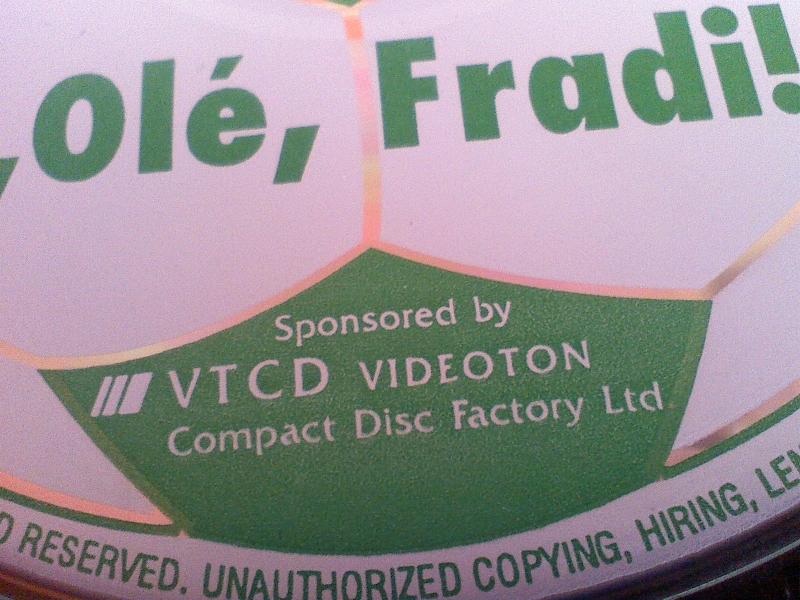 ,Olé, Fradi!
Sponsored by
VTCD VIDEOTON
Compact Disc Factory Ltd.
RESERVED. UNAUTHORIZED COPYING, HIRING,